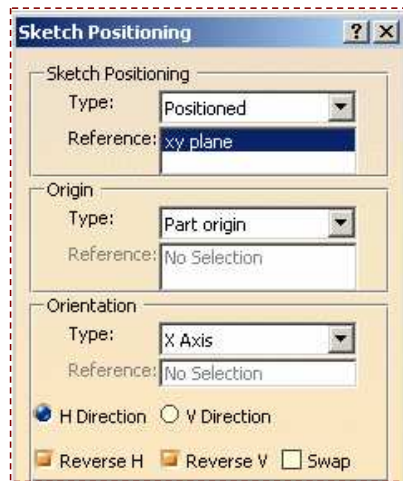 Sketch Positioning ? ×
Sketch Positioning
Type: Positioned
Reference: xy plane
Origin
Type: Part origin
Reference: No Selection
Orientation
Type: X Axis
Reference: No Selection
H Direction V Direction
Reverse H Reverse V Swap